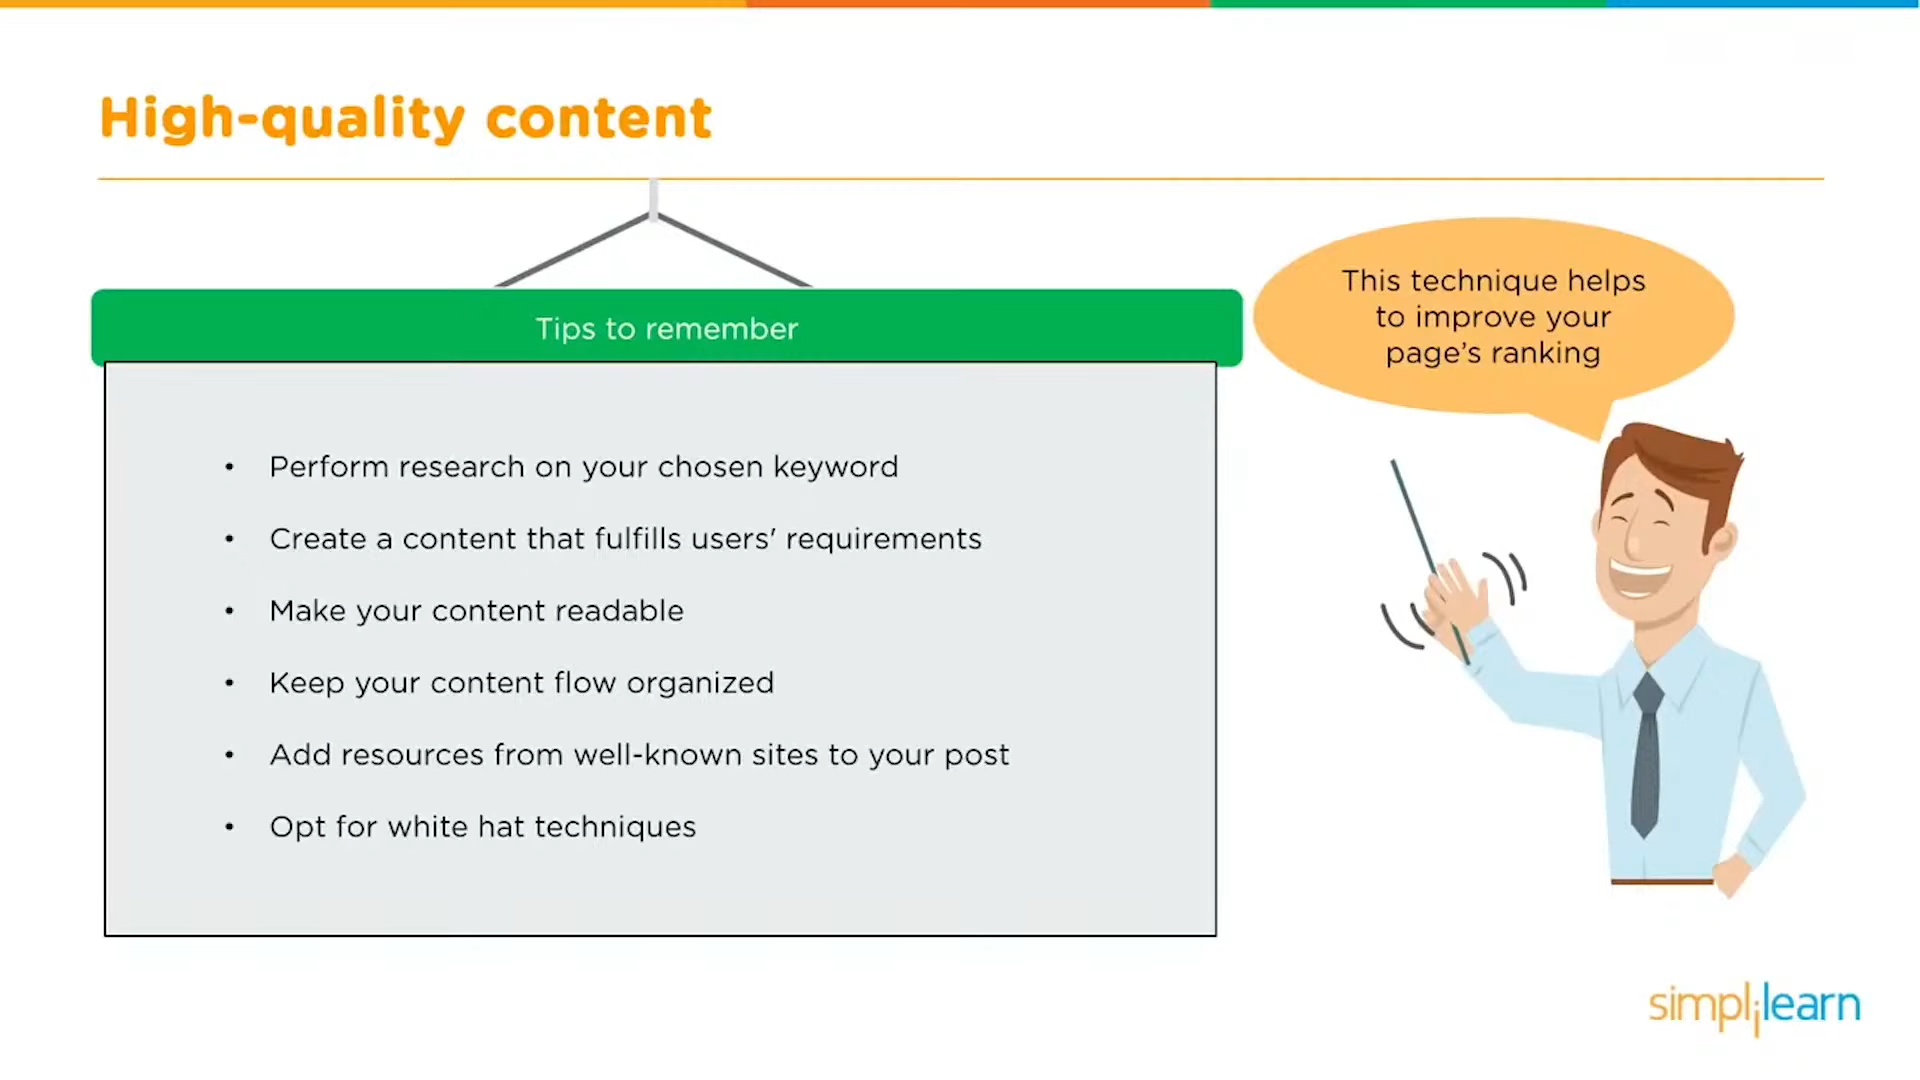 High-quality content
Tips to remember
• Perform research on your chosen keyword
• Create a content that fulfills users' requirements
• Make your content readable
• Keep your content flow organized
• Add resources from well-known sites to your post
• Opt for white hat techniques
This technique helps
to improve your
page’s ranking
simplilearn